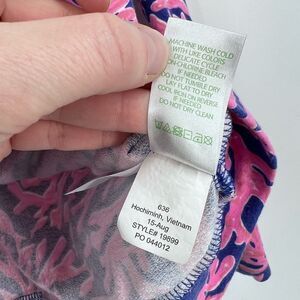 MACHINE WASH COLD
WITH LIKE COLORS
DELICATE CYCLE
NON-CHLORINE BLEACH
IF NEEDED
DO NOT TUMBLE DRY
LAY FLAT TO DRY
COOL IRON ON REVERSE
IF NEEDED
DO NOT DRY CLEAN
636
Hochiminh, Vietnam
15-Aug
STYLE# 19899
PO 044012